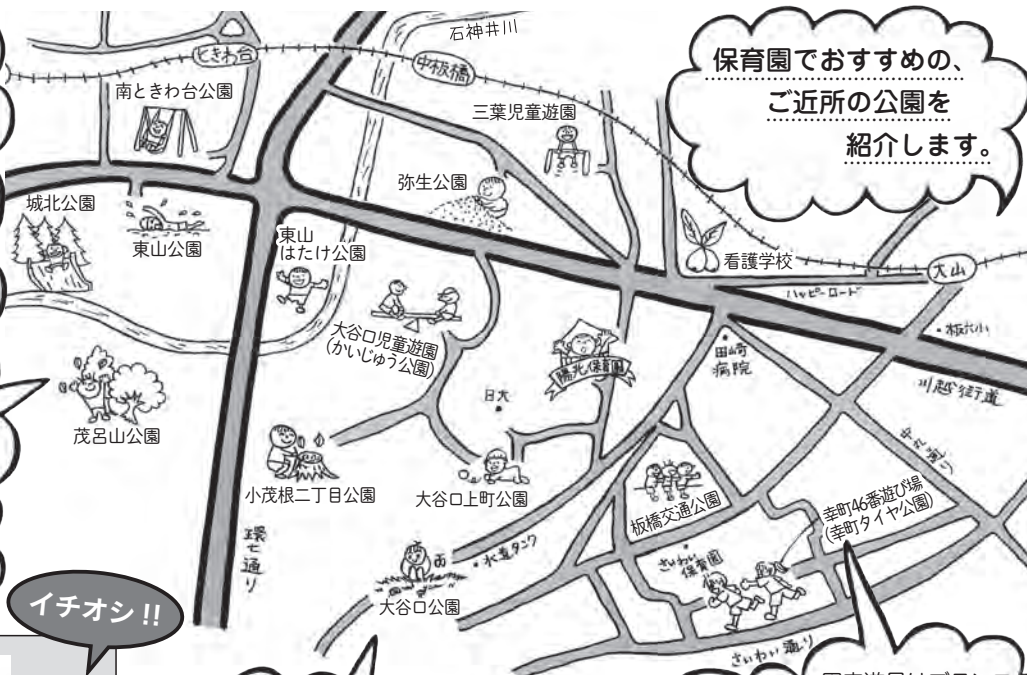 石神井川
ときわ台
中板橋
保育園でおすすめの、
ご近所の公園を
紹介します。
南ときわ台公園
三葉児童遊園
弥生公園
城北公園
東山公園
東山
はたけ公園
看護学校
大山
ハッピーロード
板六小
大谷口児童遊園
(かいじゅう公園)
陽光保育園
田崎
病院
川越街道
日大
茂呂山公園
小茂根二丁目公園
大谷口上町公園
板橋交通公園
幸町46番遊び場
(幸町タイヤ公園)
環七通り
水道タンク
さいわい
保育園
大谷口公園
イチオシ!!
さいわい通り